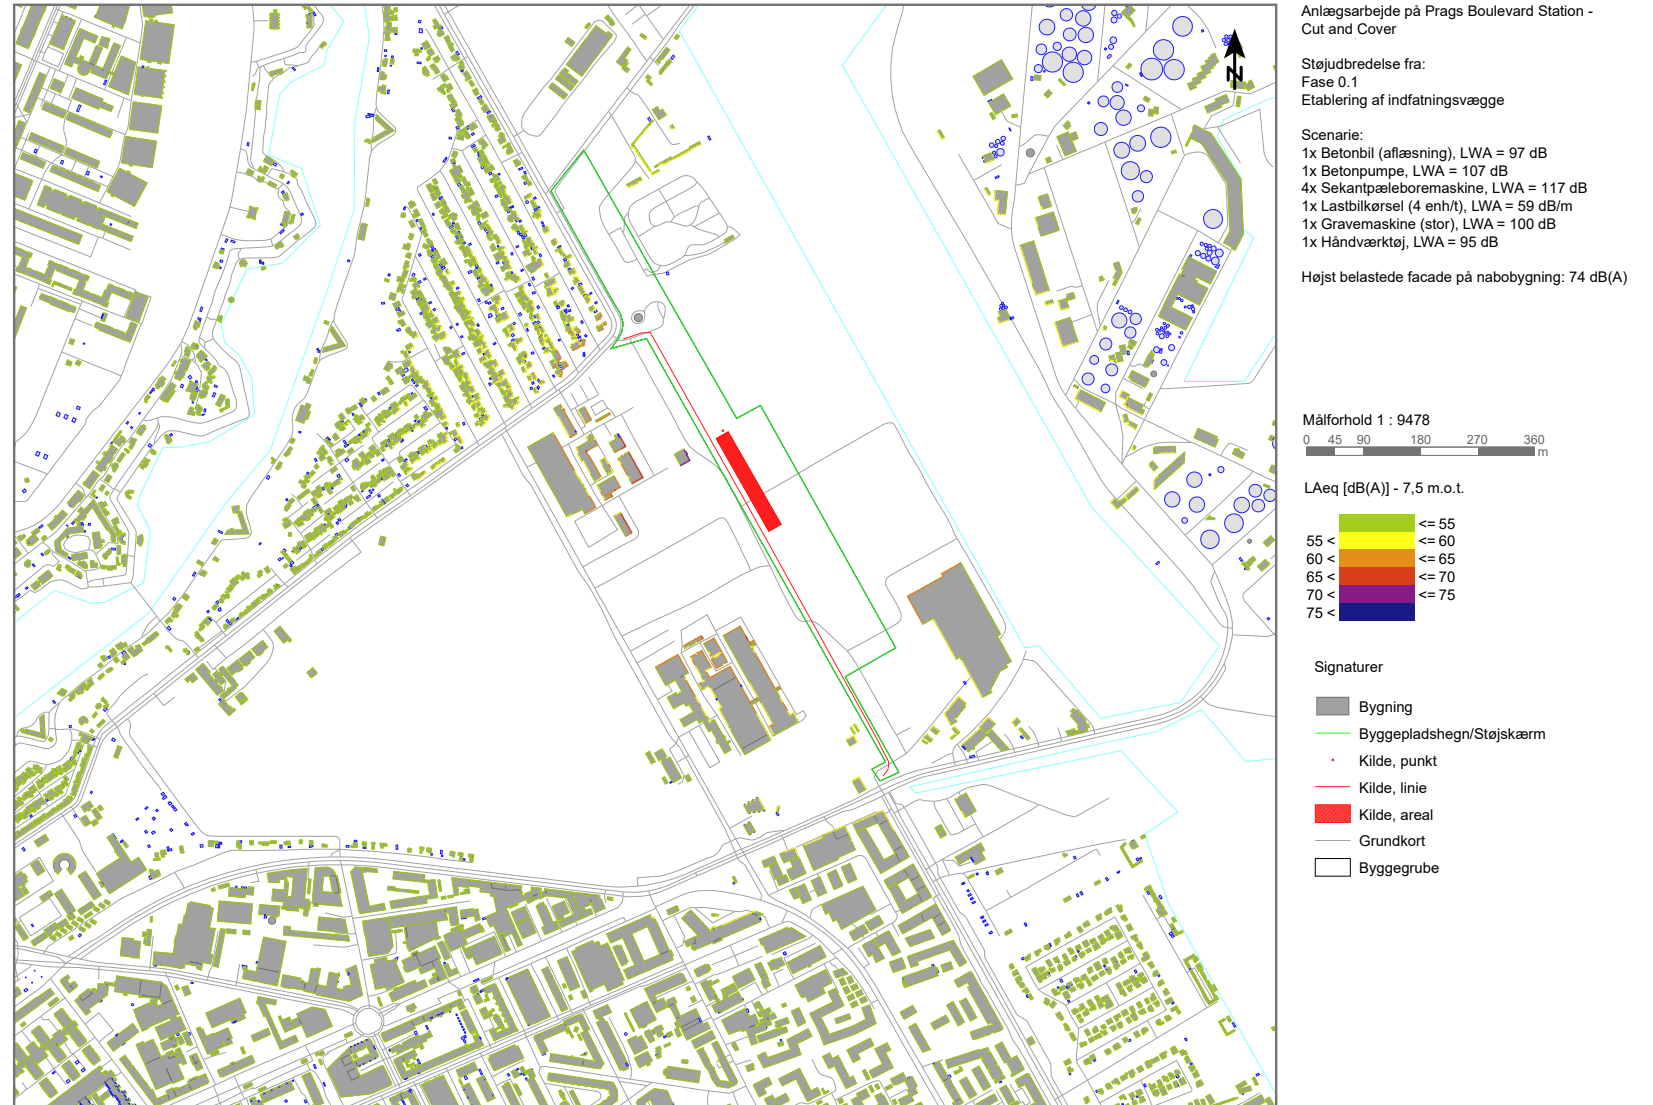 Anlægsarbejde på Prags Boulevard Station -
Cut and Cover
Støjudbredelse fra:
Fase 0.1
Etablering af indfatningsvægge
Scenarie:
1x Betonbil (aflæsning), LWA = 97 dB
1x Betonpumpe, LWA = 107 dB
4x Sekantpæleboremaskine, LWA = 117 dB
1x Lastbilkørsel (4 enh/t), LWA = 59 dB/m
1x Gravemaskine (stor), LWA = 100 dB
1x Håndværktøj, LWA = 95 dB
Højst belastede facade på nabobygning: 74 dB(A)
N
Målforhold 1 : 9478
0 45 90 180 270 360
m
LAeq [dB(A)] - 7,5 m.o.t.
<= 55
55 < <= 60
60 < <= 65
65 < <= 70
70 < <= 75
75 <
Signaturer
Bygning
Byggepladshegn/Støjskærm
Kilde, punkt
Kilde, linie
Kilde, areal
Grundkort
Byggegrube